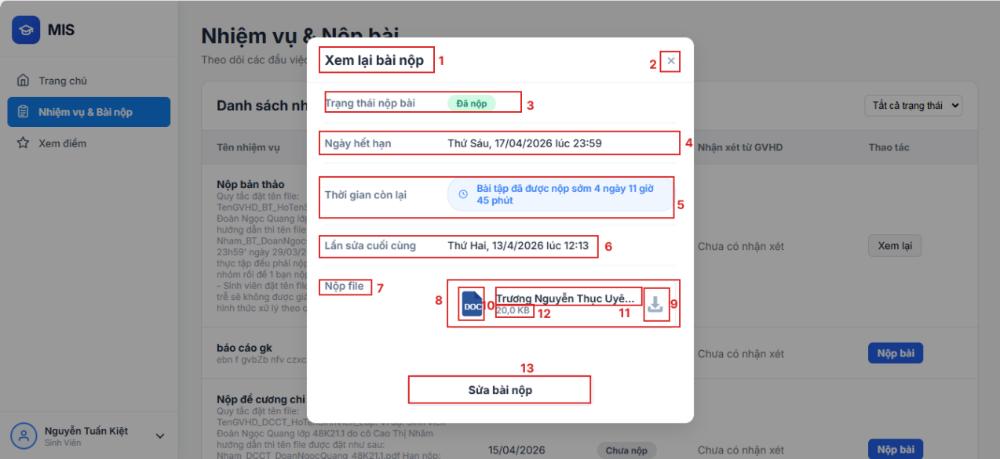 MIS
Trang chủ
Nhiệm vụ & Bài nộp
Xem điểm
Nguyễn Tuấn Kiệt
Sinh Viên
Nhiệm vụ & Nộp bài
Theo dõi các đầu việc
Danh sách nh
Tất cả trạng thái
Tên nhiệm vụ
Nhận xét từ GVHD
Thao tác
Nộp bản thảo
Quy tắc đặt tên file:
TenGVHD_BT_HoTenS
Đoàn Ngọc Quang lớp
hướng dẫn thì tên file
Nham_BT_DoanNgoc
23h59' ngày 29/03/2
thực tập đều phải nộp
nhóm rồi để 1 bạn nộp
- Sinh viên đặt tên file
trễ sẽ không được giá
hình thức xử lý theo c
Chưa có nhận xét
Xem lại
báo cáo gk
ebn f gvbZb nfv czxc
Chưa có nhận xét
Nộp bài
Nộp đề cương chi
Quy tắc đặt tên file:
Đoàn Ngọc Quang lớp 48K21.1 do cô Cao Thị Nhâm
hướng dẫn thì tên file được đặt như sau:
Nham_DCCT_DoanNgocQuang_48K21.1.pdf Hạn nộp:
15/04/2026
Chưa nộp
Chưa có nhận xét
Nộp bài
Xem lại bài nộp 1
2 ×
Trạng thái nộp bài Đã nộp 3
Ngày hết hạn Thứ Sáu, 17/04/2026 lúc 23:59 4
Thời gian còn lại Bài tập đã được nộp sớm 4 ngày 11 giờ
45 phút 5
Lần sửa cuối cùng Thứ Hai, 13/4/2026 lúc 12:13 6
Nộp file 7
8 DOC 10 Trương Nguyễn Thục Uyê... 9
20,0 KB 12 11
13
Sửa bài nộp